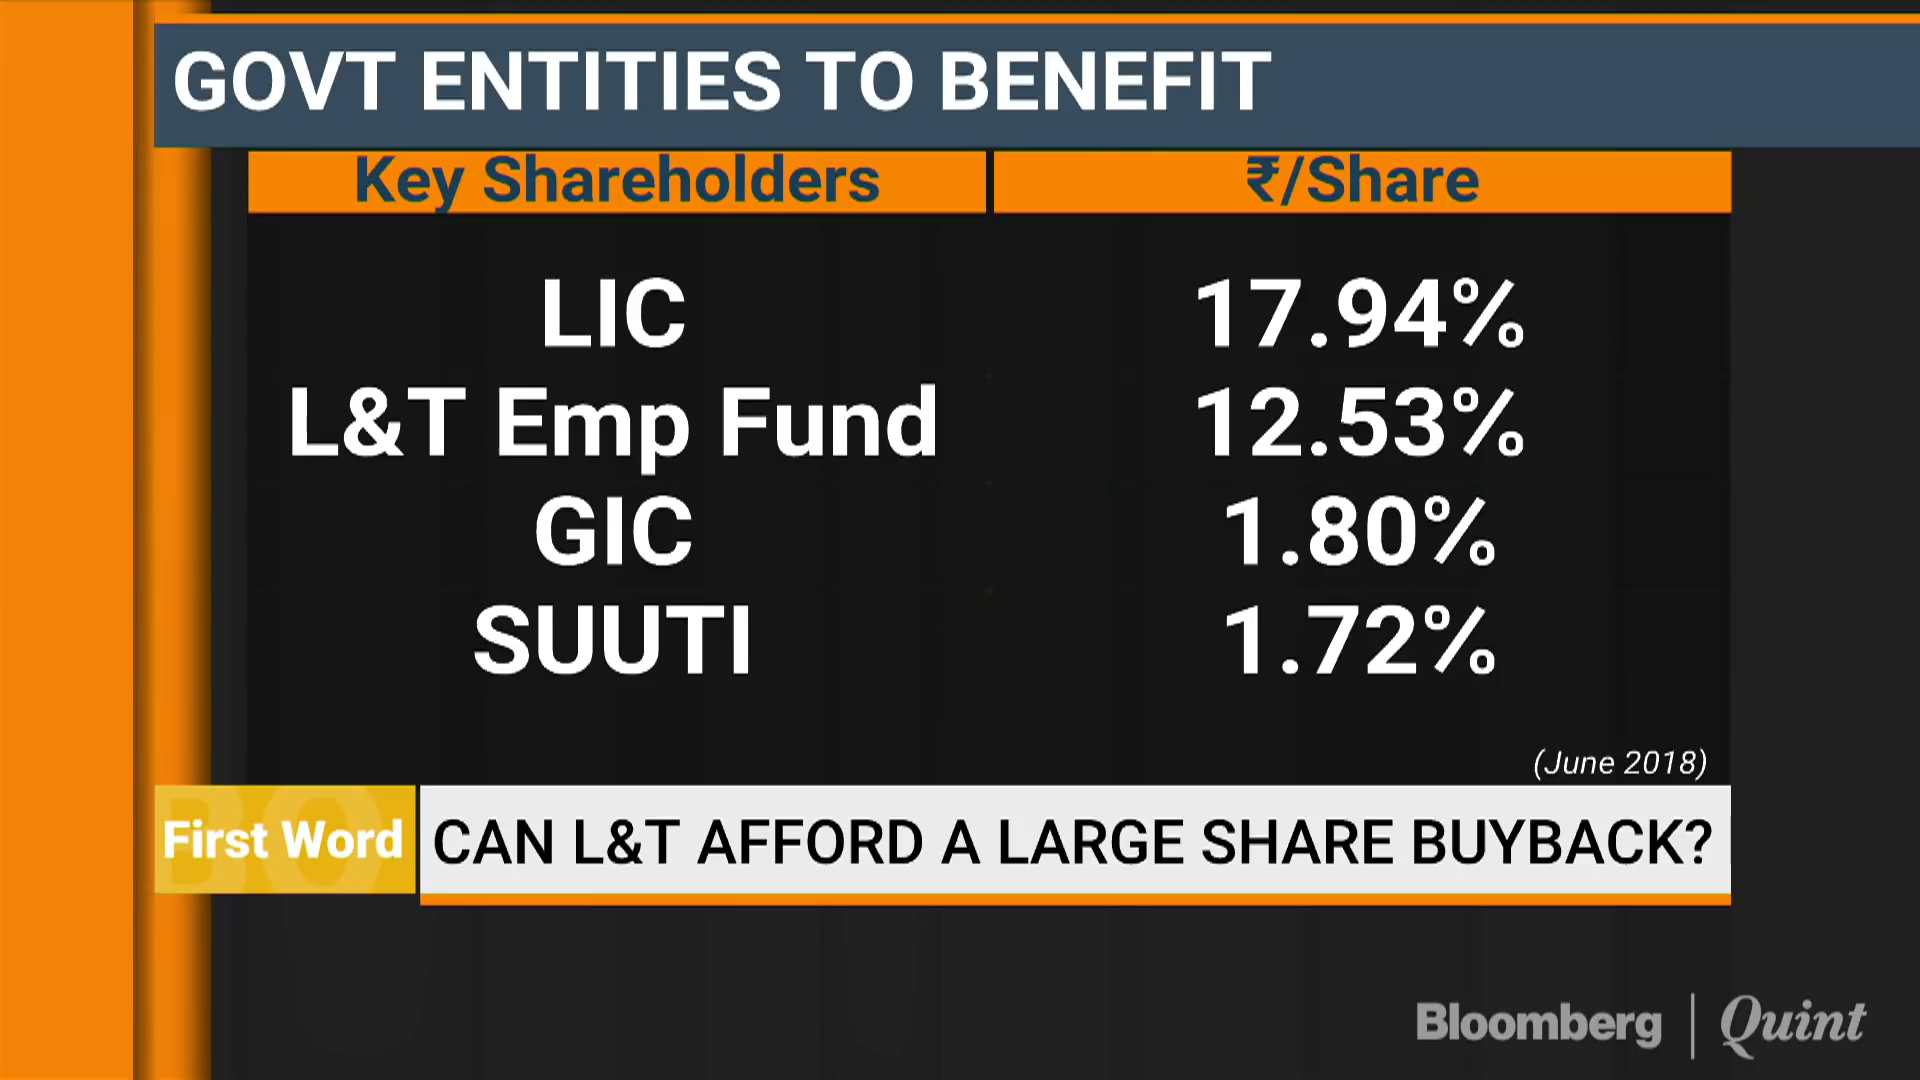 GOVT ENTITIES TO BENEFIT
Key Shareholders ₹/Share
LIC 17.94%
L&T Emp Fund 12.53%
GIC 1.80%
SUUTI 1.72%
(June 2018)
First Word CAN L&T AFFORD A LARGE SHARE BUYBACK?
Bloomberg | Quint